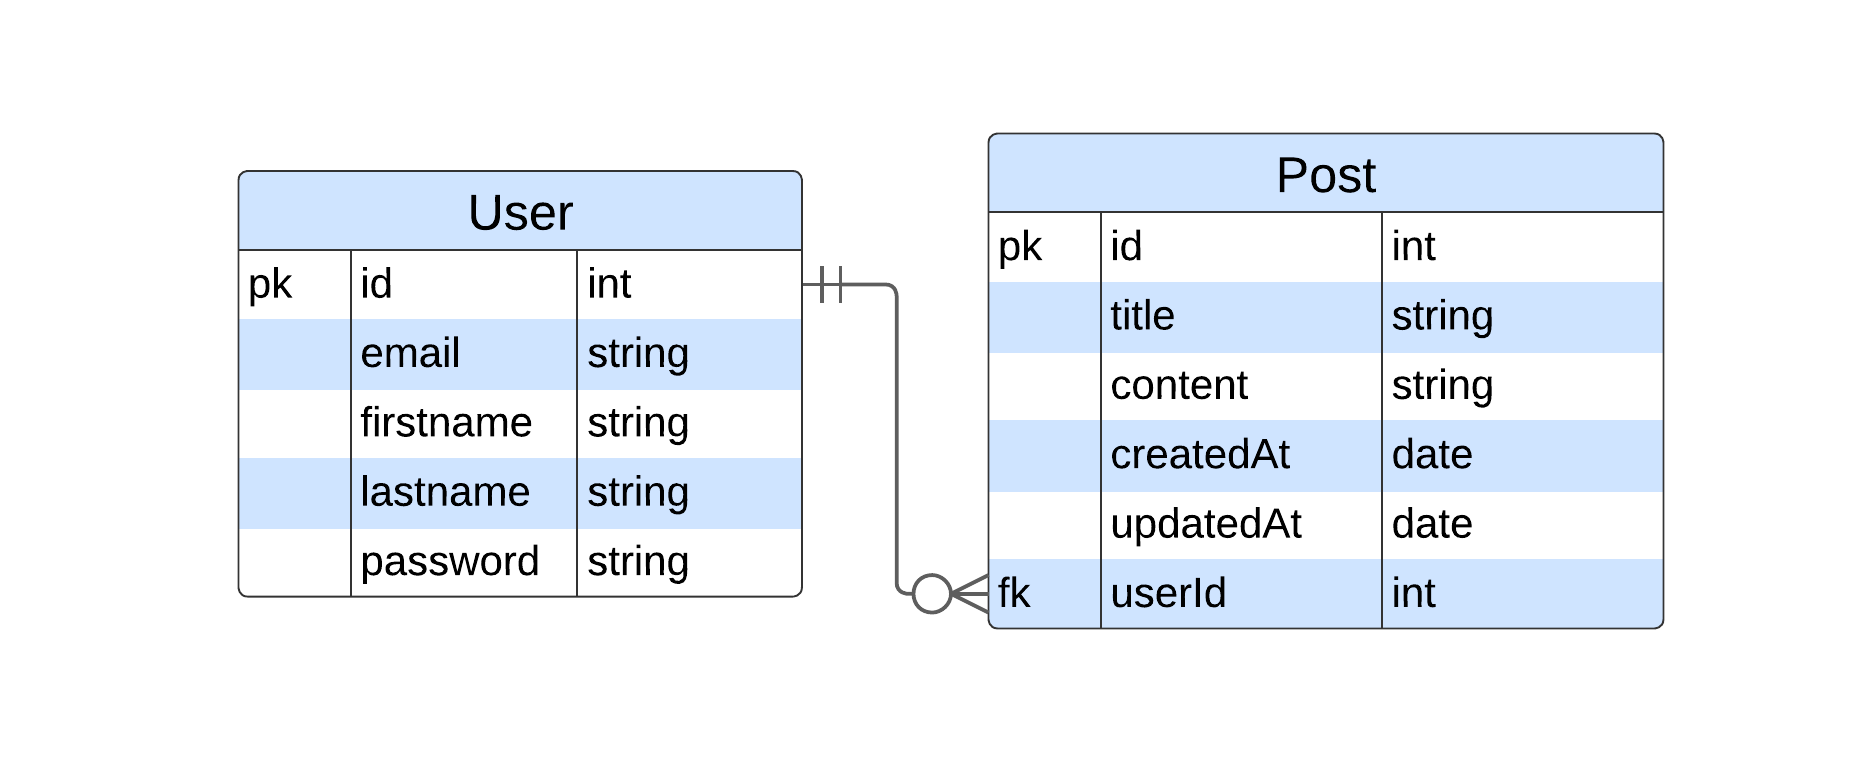 User
pk id int
email string
firstname string
lastname string
password string
Post
pk id int
title string
content string
createdAt date
updatedAt date
fk userId int